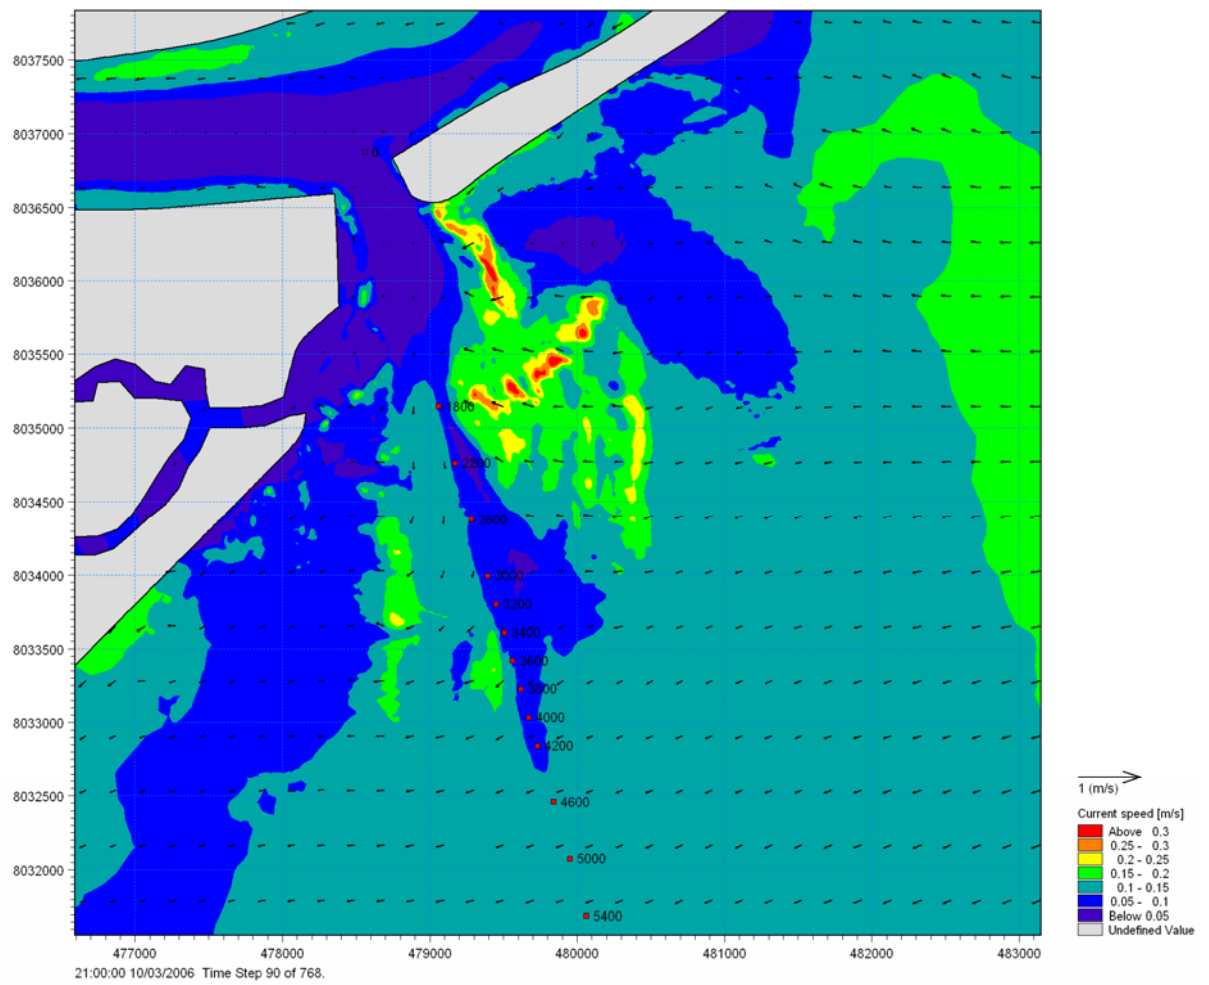 8037500
8037000
0
8036500
8036000
8035500
1800
8035000
2200
8034500
2600
8034000
3000
3200
3400
8033500
3600
3800
8033000
4000
4200
8032500
4600
5000
8032000
5400
477000 478000 479000 480000 481000 482000 483000
21:00:00 10/03/2006 Time Step 90 of 768.
1 (m/s)
Current speed [m/s]
Above 0.3
0.25 - 0.3
0.2 - 0.25
0.15 - 0.2
0.1 - 0.15
0.05 - 0.1
Below 0.05
Undefined Value